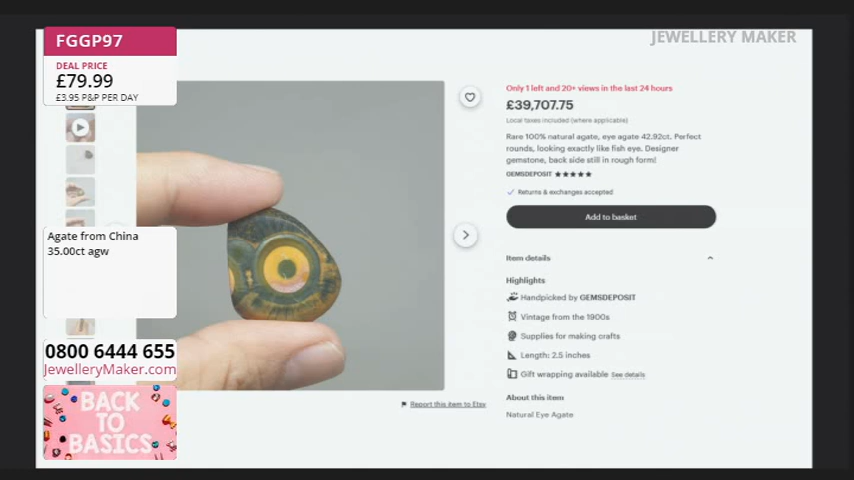 FGGP97
DEAL PRICE
£79.99
£3.95 P&P PER DAY
Agate from China
35.00ct agw
0800 6444 655
JewelleryMaker.com
BACK
TO
BASICS
JEWELLERY MAKER
Only 1 left and 20+ views in the last 24 hours
£39,707.75
Local taxes included (where applicable)
Rare 100% natural agate, eye agate 42.92ct. Perfect
rounds, looking exactly like fish eye. Designer
gemstone, back side still in rough form!
GEMSDEPOSIT ★★★★★
Returns & exchanges accepted
Add to basket
Item details
Highlights
Handpicked by GEMSDEPOSIT
Vintage from the 1900s
Supplies for making crafts
Length: 2.5 inches
Gift wrapping available See details
About this item
Natural Eye Agate
Report this item to Etsy